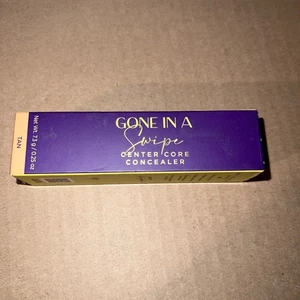 GONE IN A
Swipe
CENTER CORE
CONCEALER
TAN
Net Wt. 7.3 g / 0.25 oz